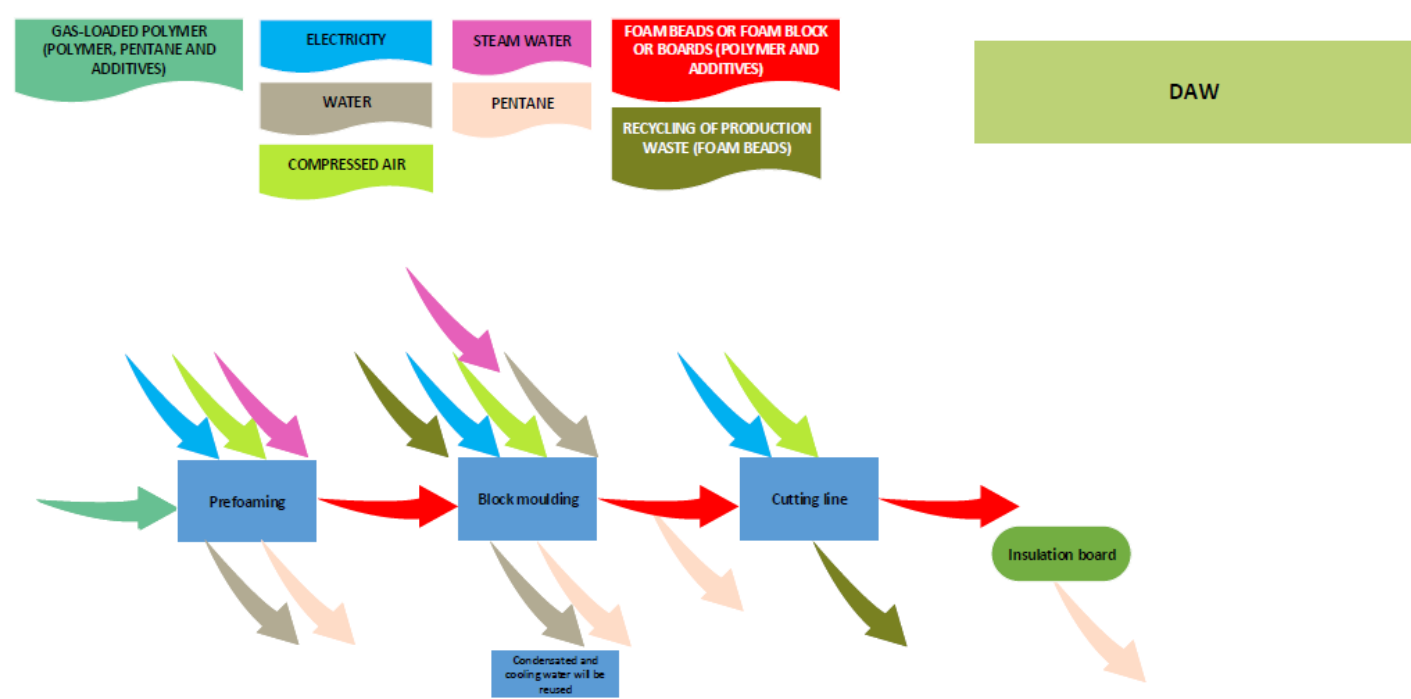 GAS-LOADED POLYMER
(POLYMER, PENTANE AND
ADDITIVES)
ELECTRICITY
STEAM WATER
FOAM BEADS OR FOAM BLOCK
OR BOARDS (POLYMER AND
ADDITIVES)
DAW
WATER
PENTANE
RECYCLING OF PRODUCTION
WASTE (FOAM BEADS)
COMPRESSED AIR
Prefoaming
Block moulding
Cutting line
Insulation board
Condensated and
cooling water will be
reused